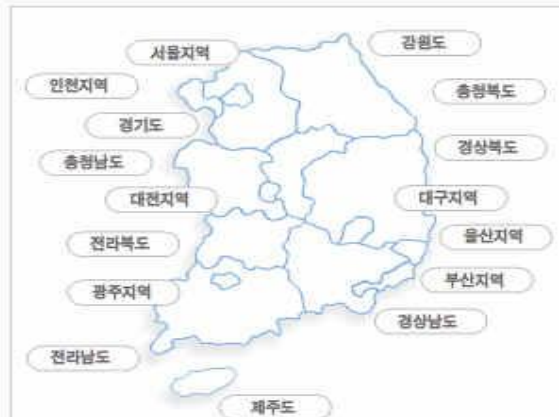 서울지역
강원도
인천지역
충청북도
경기도
경상북도
충청남도
대전지역
대구지역
전라북도
울산지역
부산지역
광주지역
경상남도
전라남도
제주도